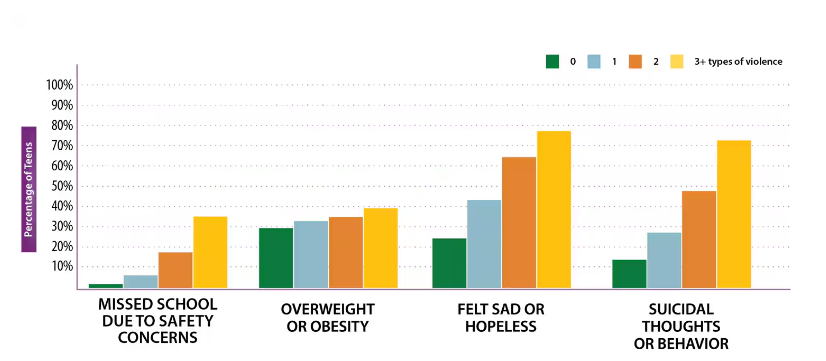 0 1 2 3+ types of violence
100%
90%
80%
70%
60%
50%
40%
30%
20%
10%
Percentage of Teens
MISSED SCHOOL
DUE TO SAFETY
CONCERNS
OVERWEIGHT
OR OBESITY
FELT SAD OR
HOPELESS
SUICIDAL
THOUGHTS
OR BEHAVIOR